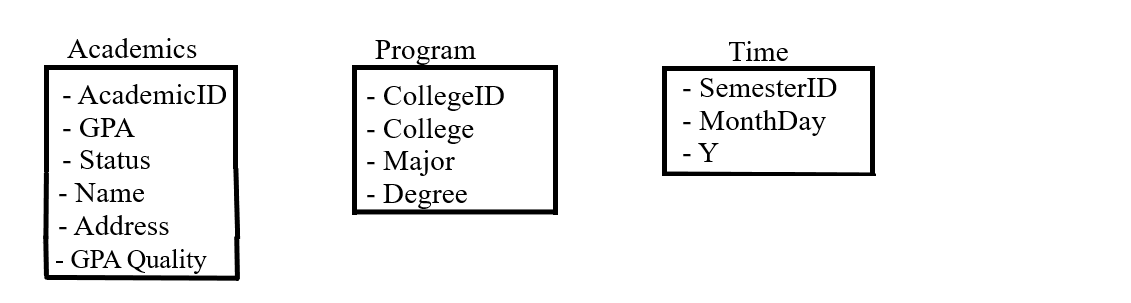 Academics
- AcademicID
- GPA
- Status
- Name
- Address
- GPA Quality
Program
- CollegeID
- College
- Major
- Degree
Time
- SemesterID
- MonthDay
- Y